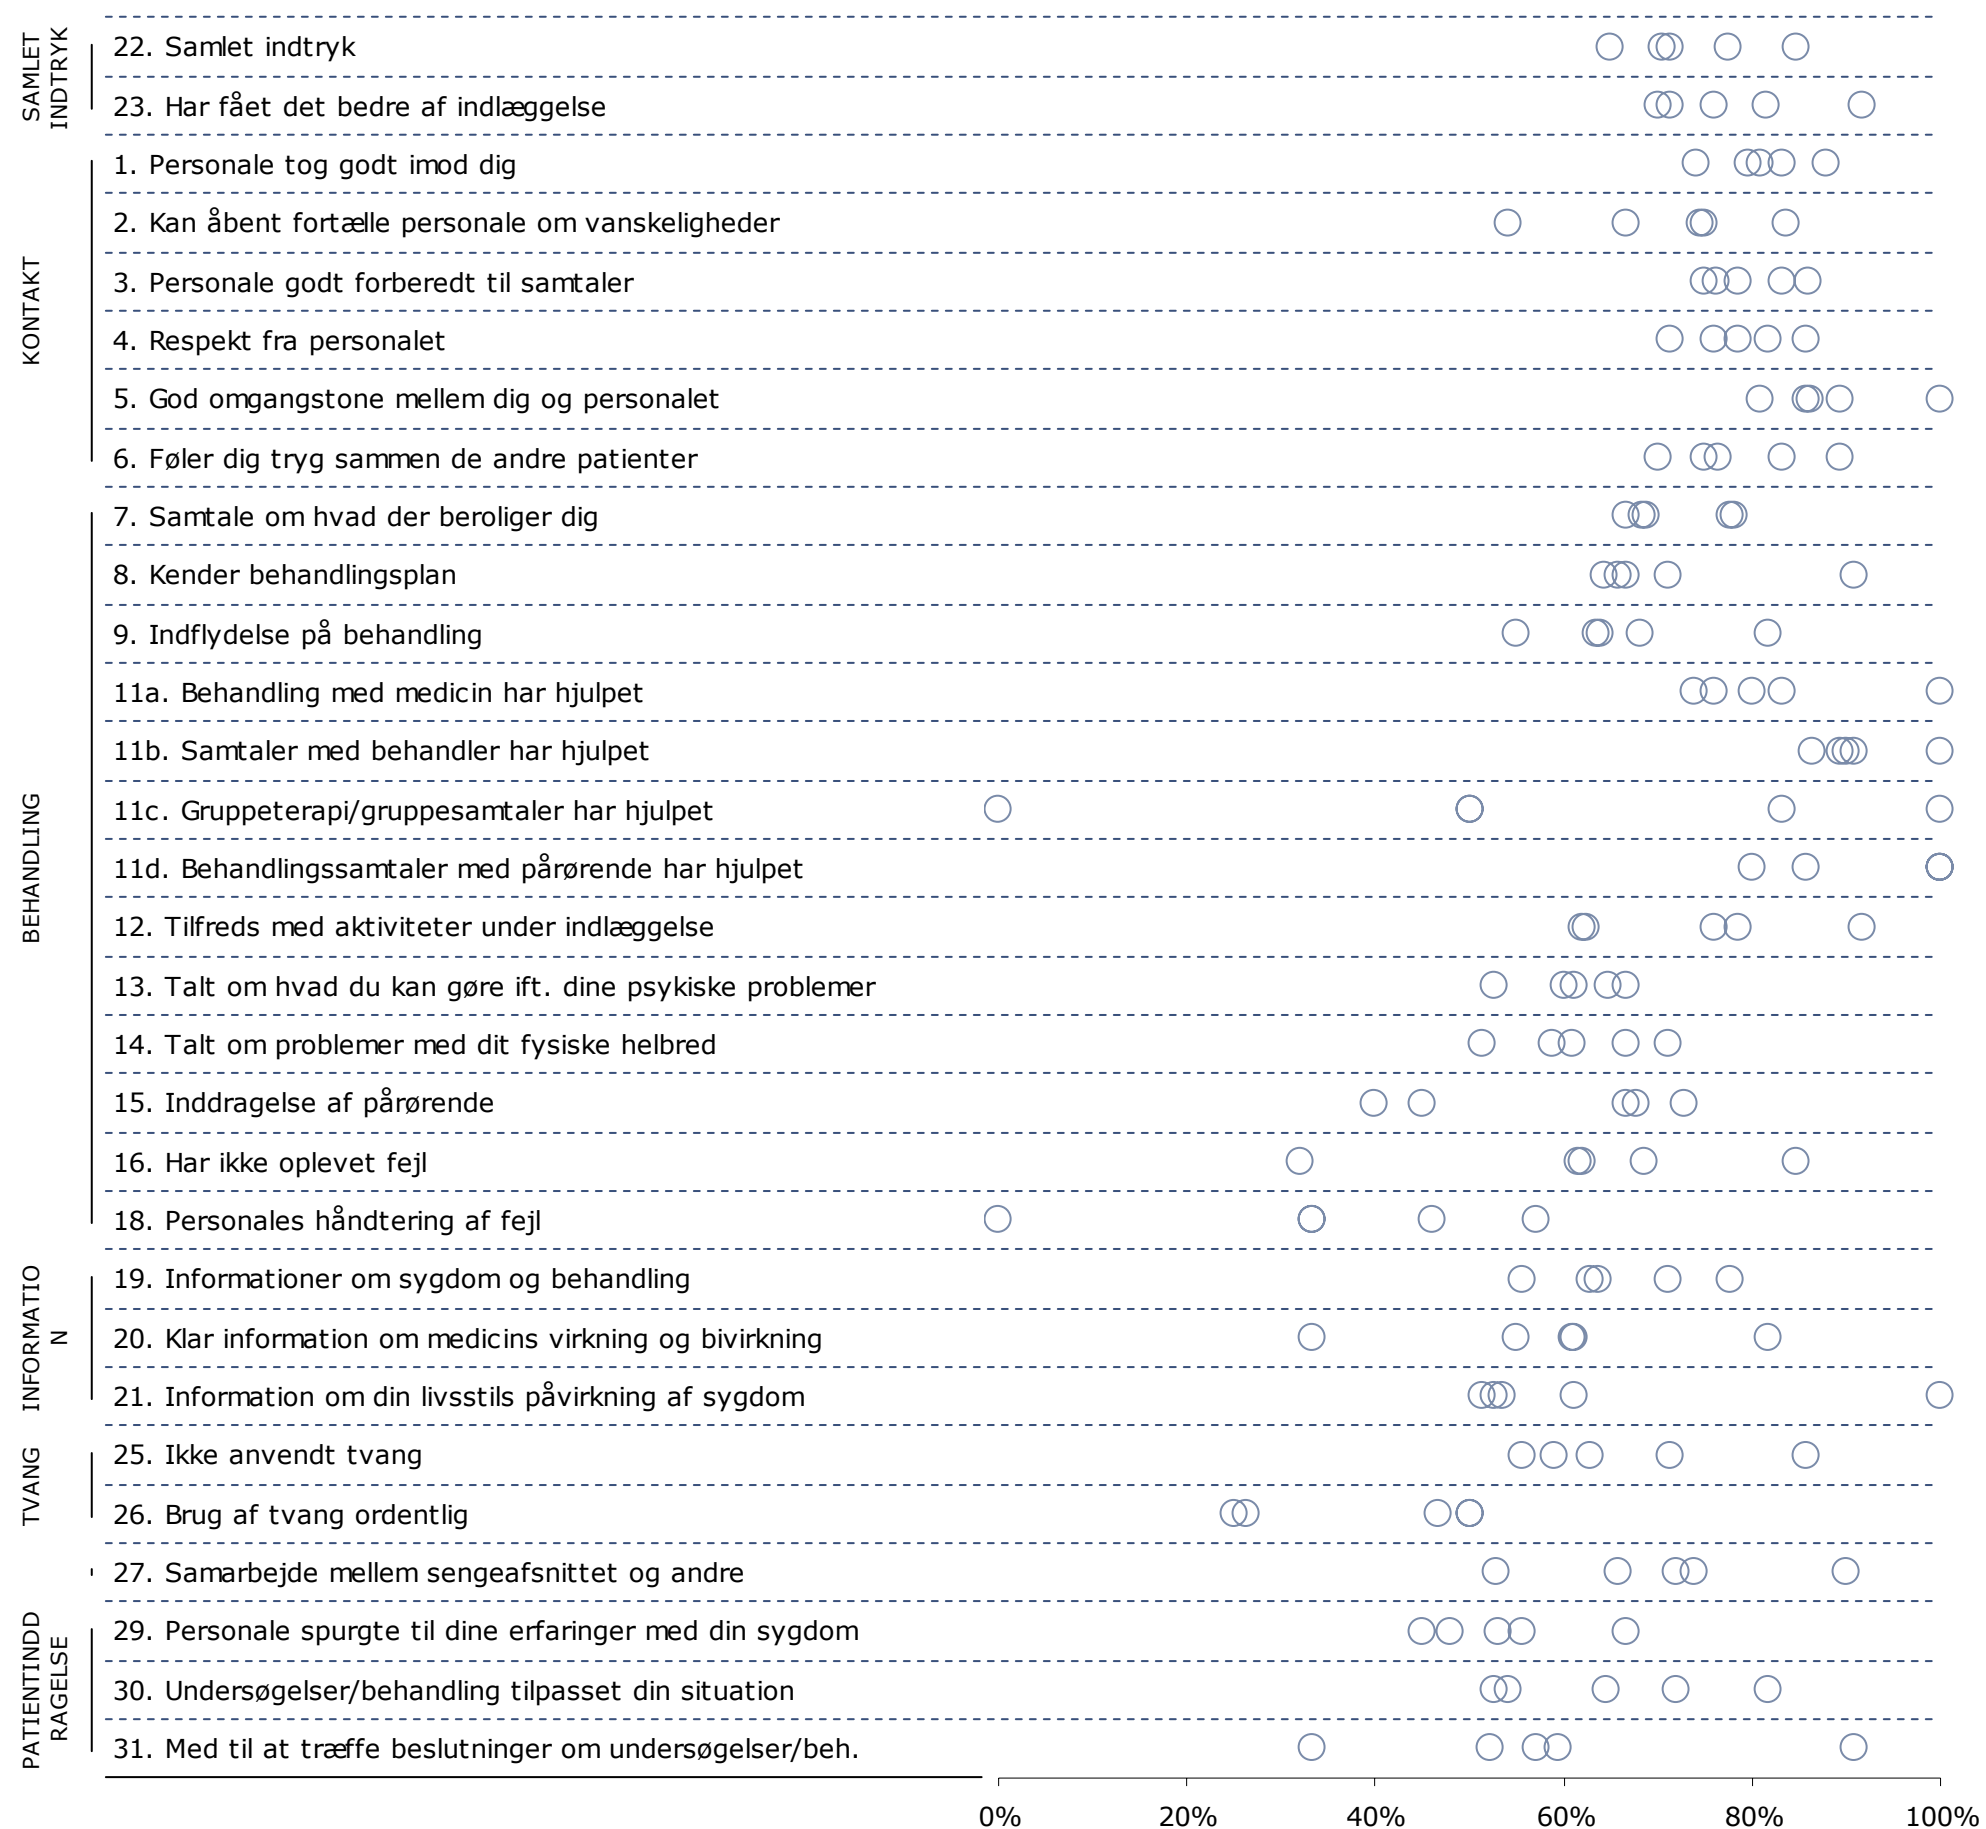 SAMLET
INDTRYK
22. Samlet indtryk
23. Har fået det bedre af indlæggelse
KONTAKT
1. Personale tog godt imod dig
2. Kan åbent fortælle personale om vanskeligheder
3. Personale godt forberedt til samtaler
4. Respekt fra personalet
5. God omgangstone mellem dig og personalet
6. Føler dig tryg sammen de andre patienter
BEHANDLING
7. Samtale om hvad der beroliger dig
8. Kender behandlingsplan
9. Indflydelse på behandling
11a. Behandling med medicin har hjulpet
11b. Samtaler med behandler har hjulpet
11c. Gruppeterapi/gruppesamtaler har hjulpet
11d. Behandlingssamtaler med pårørende har hjulpet
12. Tilfreds med aktiviteter under indlæggelse
13. Talt om hvad du kan gøre ift. dine psykiske problemer
14. Talt om problemer med dit fysiske helbred
15. Inddragelse af pårørende
16. Har ikke oplevet fejl
18. Personales håndtering af fejl
INFORMATIO
N
19. Informationer om sygdom og behandling
20. Klar information om medicins virkning og bivirkning
21. Information om din livsstils påvirkning af sygdom
TVANG
25. Ikke anvendt tvang
26. Brug af tvang ordentlig
27. Samarbejde mellem sengeafsnittet og andre
PATIENTINDD
RAGELSE
29. Personale spurgte til dine erfaringer med din sygdom
30. Undersøgelser/behandling tilpasset din situation
31. Med til at træffe beslutninger om undersøgelser/beh.
0% 20% 40% 60% 80% 100%